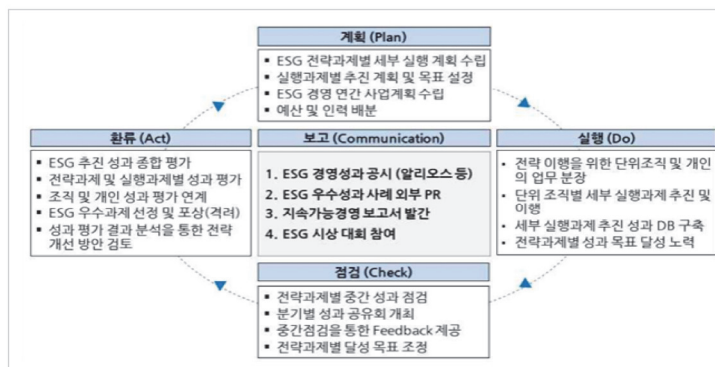 계획 (Plan)
▪ ESG 전략과제별 세부 실행 계획 수립
▪ 실행과제별 추진 계획 및 목표 설정
▪ ESG 경영 연간 사업계획 수립
▪ 예산 및 인력 배분
환류 (Act)
▪ ESG 추진 성과 종합 평가
▪ 전략과제 및 실행과제별 성과 평가
▪ 조직 및 개인 성과 평가 연계
▪ ESG 우수과제 선정 및 포상(격려)
▪ 성과 평가 결과 분석을 통한 전략
개선 방안 검토
보고 (Communication)
1. ESG 경영성과 공시 (알리오스 등)
2. ESG 우수성과 사례 외부 PR
3. 지속가능경영 보고서 발간
4. ESG 시상 대회 참여
실행 (Do)
• 전략 이행을 위한 단위조직 및 개인
의 업무 분장
• 단위 조직별 세부 실행과제 추진 및
이행
• 세부 실행과제 추진 성과 DB 구축
• 전략과제별 성과 목표 달성 노력
점검 (Check)
▪ 전략과제별 중간 성과 점검
▪ 분기별 성과 공유회 개최
▪ 중간점검을 통한 Feedback 제공
▪ 전략과제별 달성 목표 조정